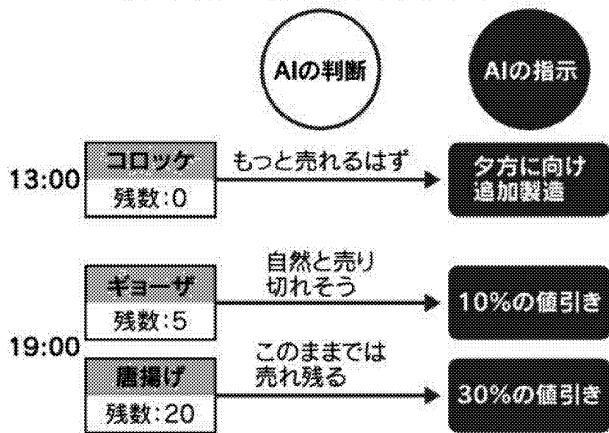 AIの判断
AIの指示
13:00
コロッケ
残数:0
もっと売れるはず
夕方に向け
追加製造
19:00
ギョーザ
残数:5
自然と売り
切れそう
10%の値引き
唐揚げ
残数:20
このままでは
売れ残る
30%の値引き